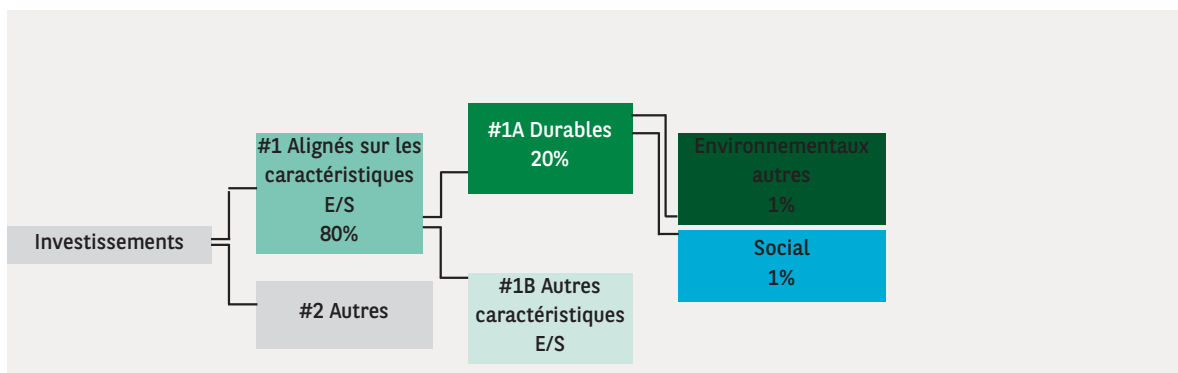 Investissements
#1 Alignés sur les
caractéristiques
E/S
80%
#2 Autres
#1A Durables
20%
#1B Autres
caractéristiques
E/S
Environnementaux
autres
1%
Social
1%